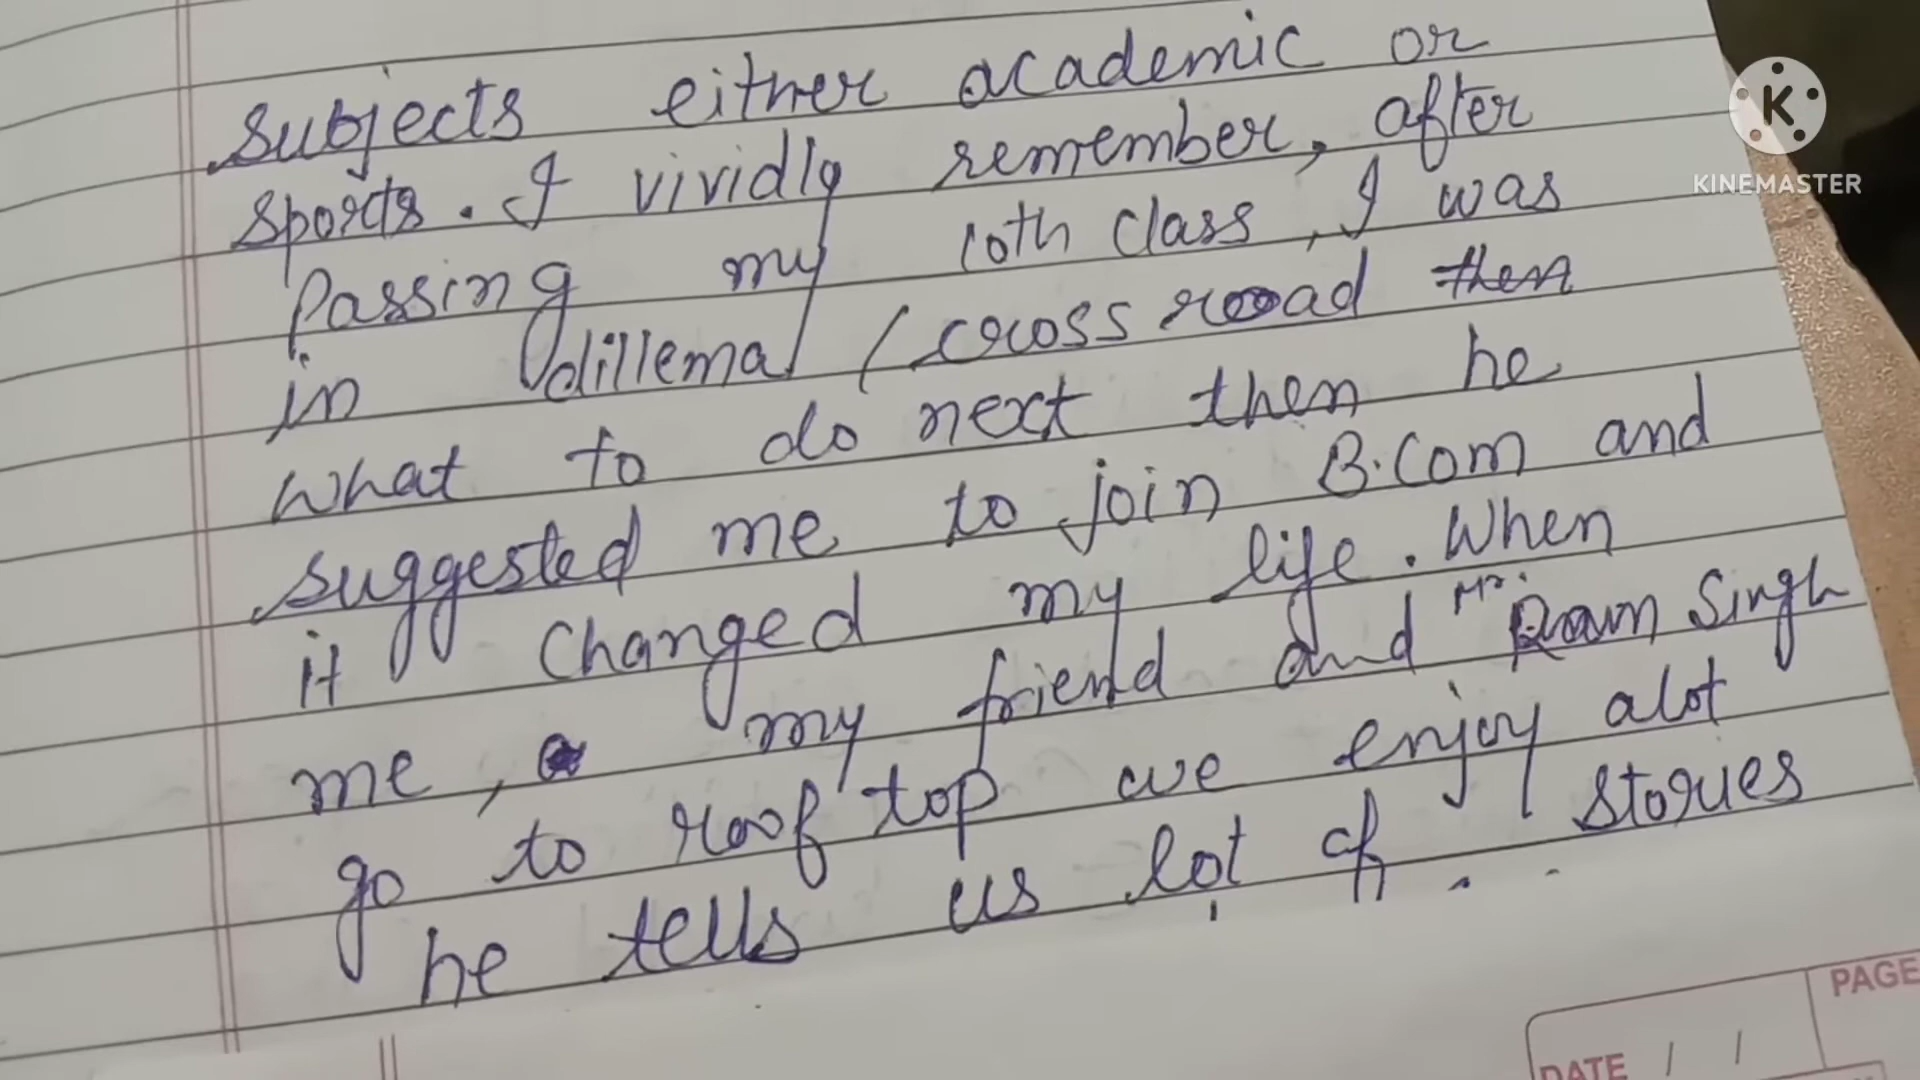 subjects either academic or
sports. I vividly remember, after
passing my 10th class, I was
in dillema / cross road then
what to do next then he
suggested me to join B.Com and
it changed my life. When
me, my friend and Mr. Ram Singh
go to roof top we enjoy alot
he tells us lot of stories
K
KINEMASTER
PAGE
DATE / /